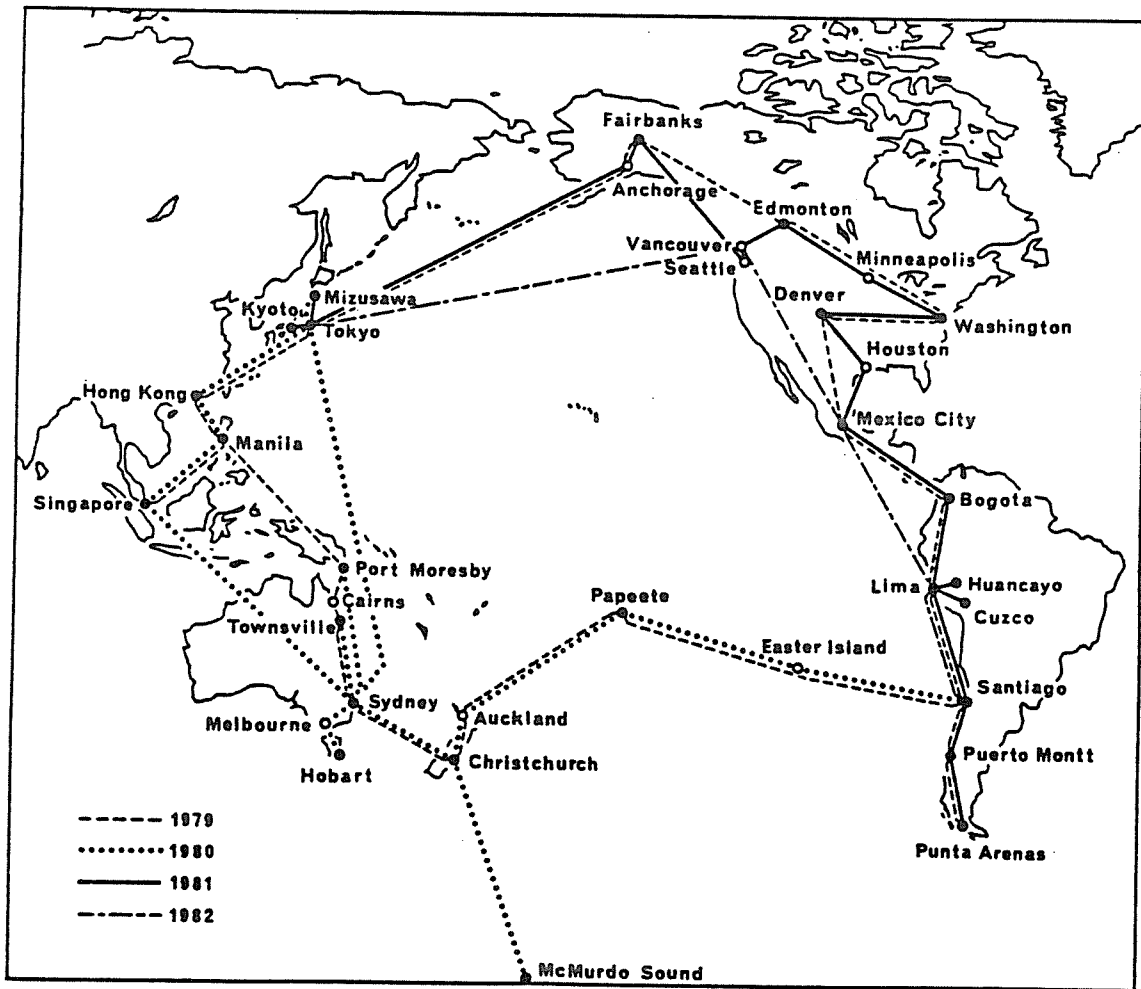 Fairbanks
Anchorage
Edmonton
Vancouver
Minneapolis
Seattle
Denver
Mizusawa
Kyoto
Tokyo
Washington
Houston
Hong Kong
Mexico City
Manila
Singapore
Bogota
Port Moresby
Lima
Huancayo
Cairns
Papeete
Cuzco
Townsville
Easter Island
Sydney
Santiago
Melbourne
Auckland
Christchurch
Puerto Montt
Hobart
1979
1980
Punta Arenas
1981
1982
McMurdo Sound